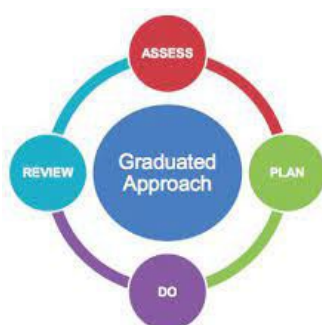 ASSESS
Graduated
Approach
REVIEW
PLAN
DO